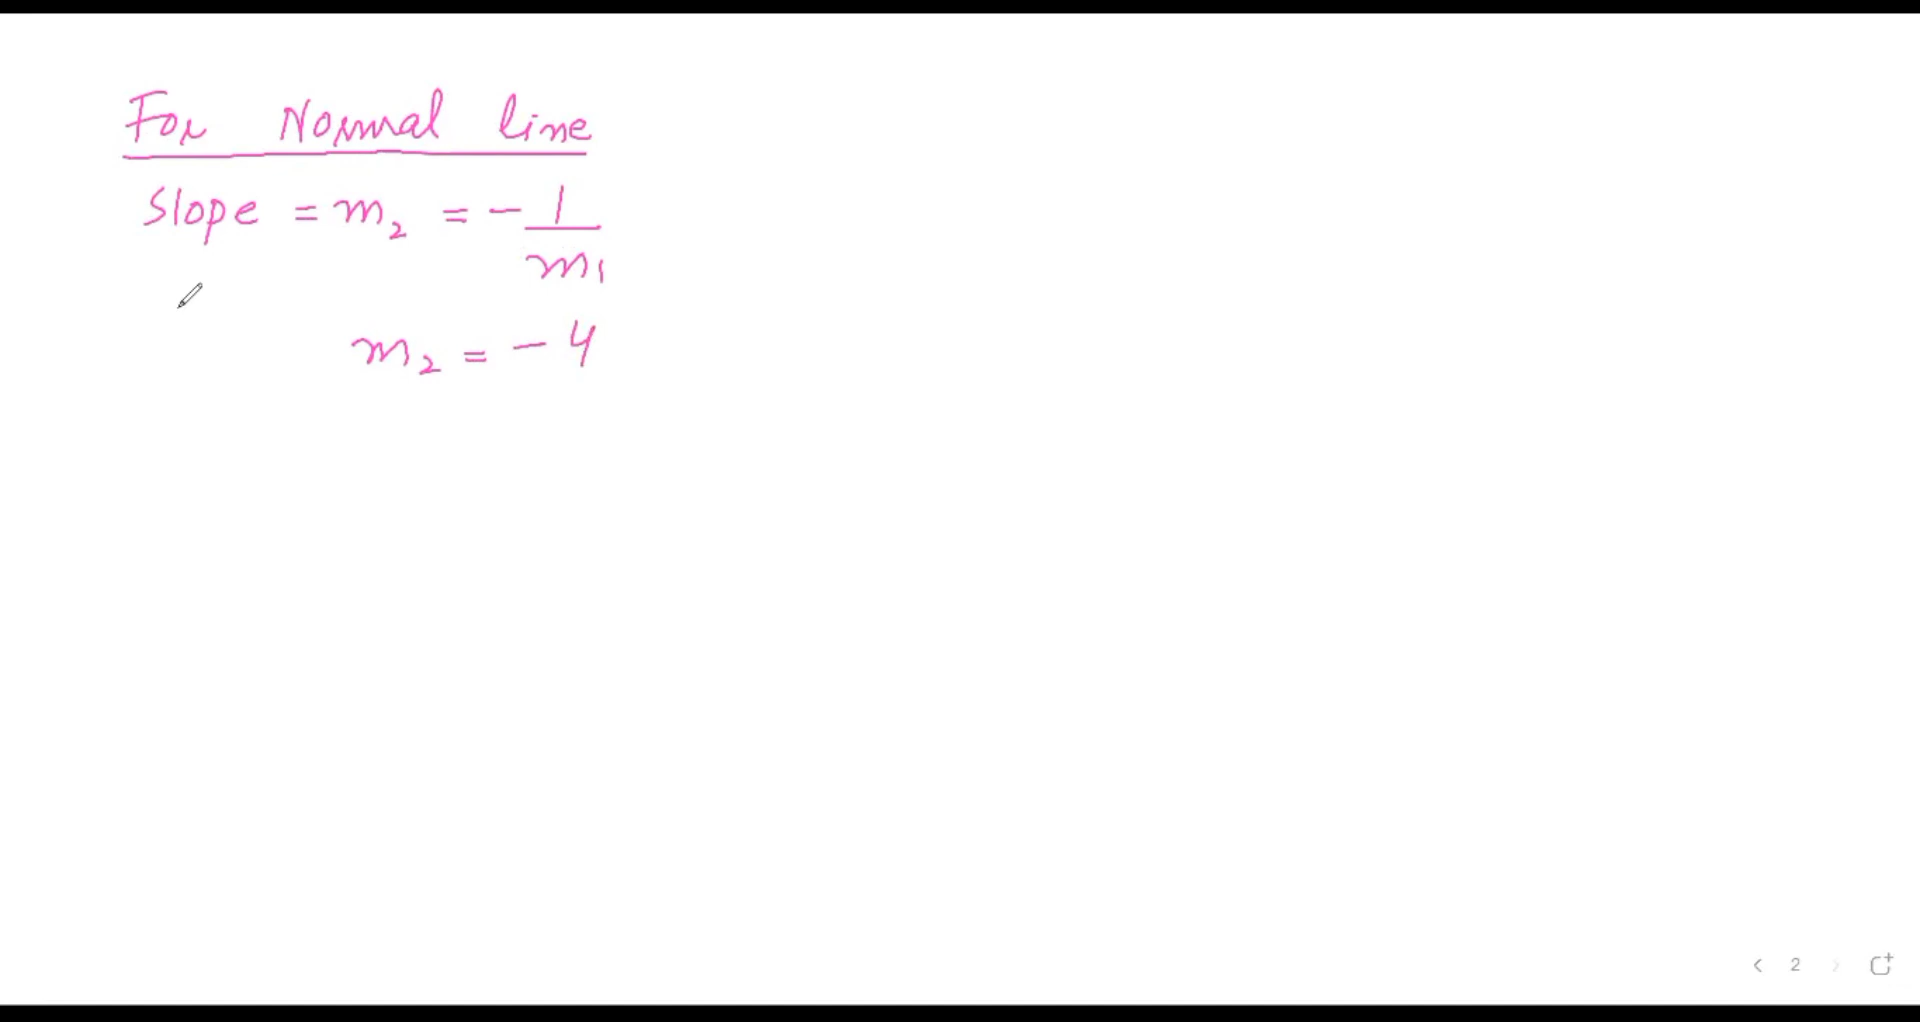 For Normal line
Slope = m₂ = - 1/m₁
m₂ = - 4
2